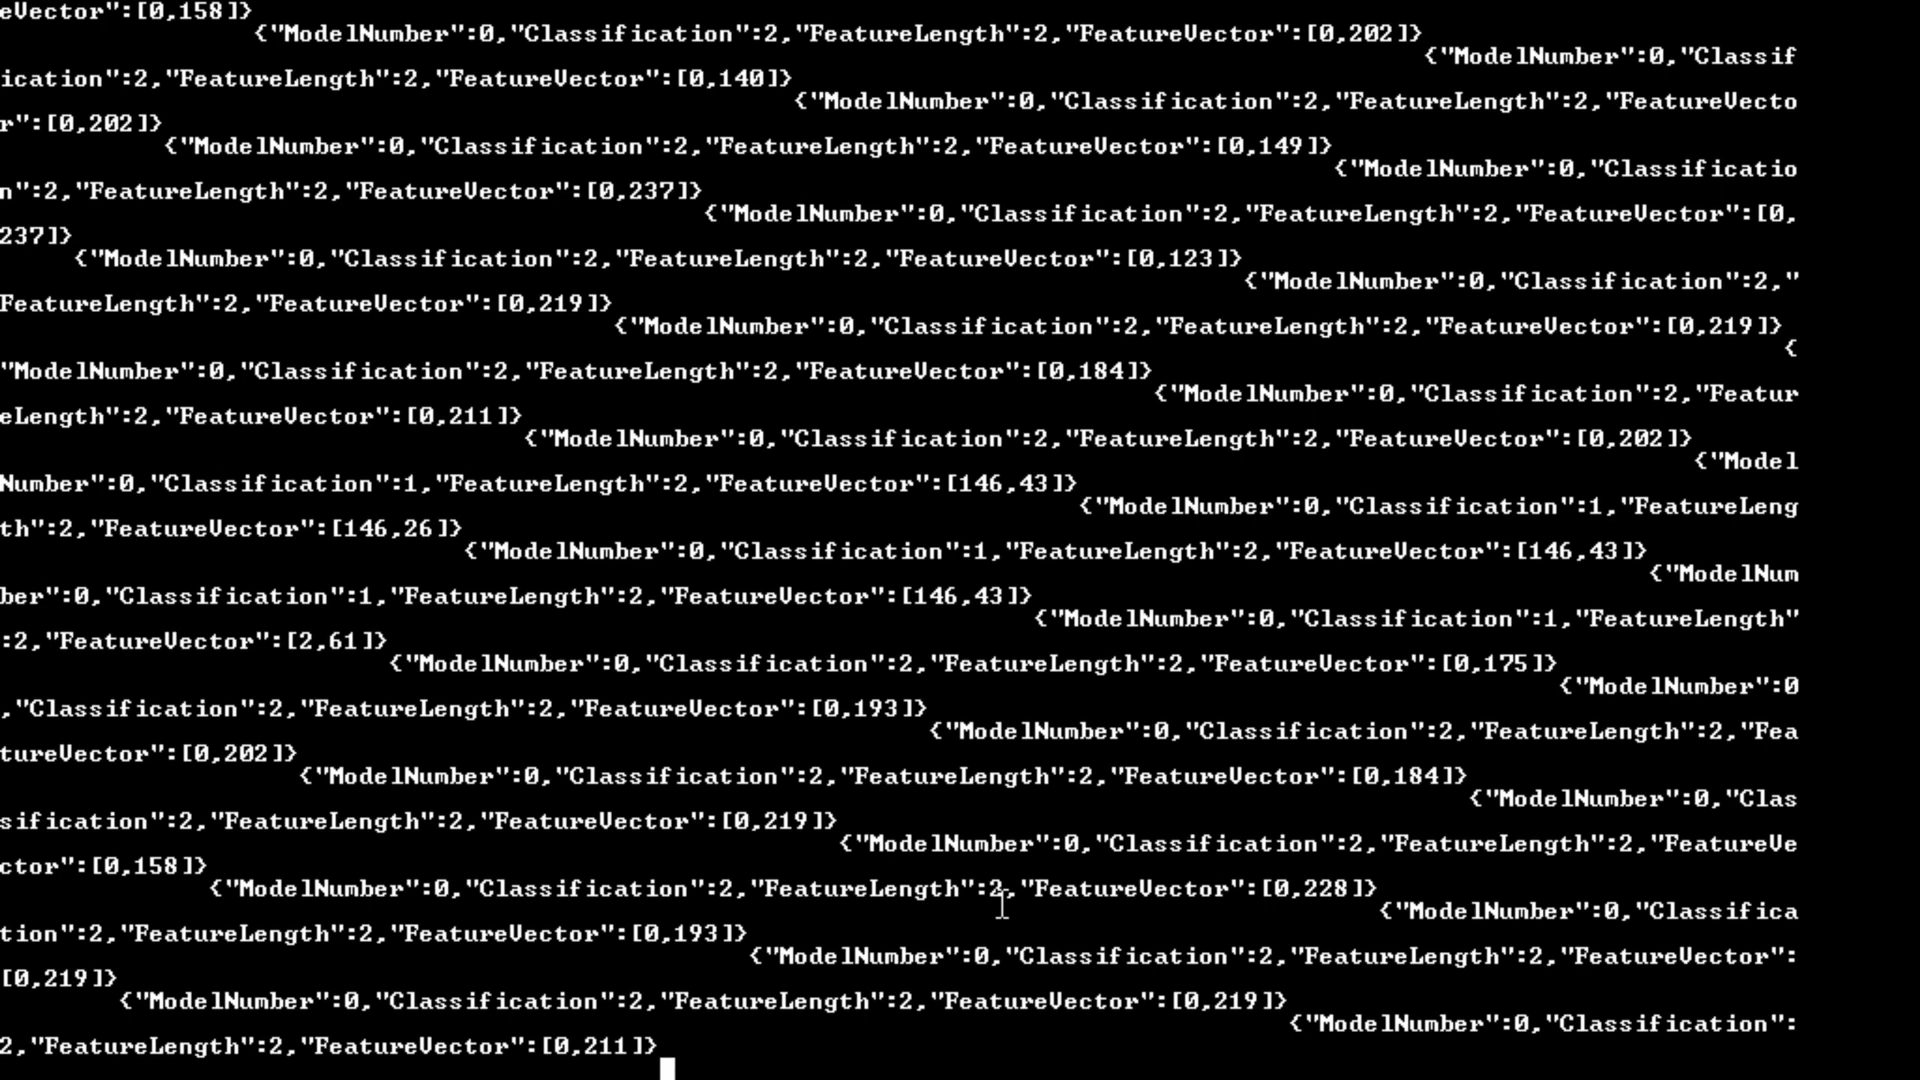 eVector":[0,158]}
{"ModelNumber":0,"Classification":2,"FeatureLength":2,"FeatureVector":[0,202]}
{"ModelNumber":0,"Classif
ication":2,"FeatureLength":2,"FeatureVector":[0,140]}
{"ModelNumber":0,"Classification":2,"FeatureLength":2,"FeatureVecto
r":[0,202]}
{"ModelNumber":0,"Classification":2,"FeatureLength":2,"FeatureVector":[0,149]}
{"ModelNumber":0,"Classificatio
n":2,"FeatureLength":2,"FeatureVector":[0,237]}
{"ModelNumber":0,"Classification":2,"FeatureLength":2,"FeatureVector":[0,
237]}
{"ModelNumber":0,"Classification":2,"FeatureLength":2,"FeatureVector":[0,123]}
{"ModelNumber":0,"Classification":2,"
FeatureLength":2,"FeatureVector":[0,219]}
{"ModelNumber":0,"Classification":2,"FeatureLength":2,"FeatureVector":[0,219]}
{
"ModelNumber":0,"Classification":2,"FeatureLength":2,"FeatureVector":[0,184]}
{"ModelNumber":0,"Classification":2,"Featur
eLength":2,"FeatureVector":[0,211]}
{"ModelNumber":0,"Classification":2,"FeatureLength":2,"FeatureVector":[0,202]}
{"Model
Number":0,"Classification":1,"FeatureLength":2,"FeatureVector":[146,43]}
{"ModelNumber":0,"Classification":1,"FeatureLeng
th":2,"FeatureVector":[146,26]}
{"ModelNumber":0,"Classification":1,"FeatureLength":2,"FeatureVector":[146,43]}
{"ModelNum
ber":0,"Classification":1,"FeatureLength":2,"FeatureVector":[146,43]}
{"ModelNumber":0,"Classification":1,"FeatureLength"
:2,"FeatureVector":[2,61]}
{"ModelNumber":0,"Classification":2,"FeatureLength":2,"FeatureVector":[0,175]}
{"ModelNumber":0
,"Classification":2,"FeatureLength":2,"FeatureVector":[0,193]}
{"ModelNumber":0,"Classification":2,"FeatureLength":2,"Fea
tureVector":[0,202]}
{"ModelNumber":0,"Classification":2,"FeatureLength":2,"FeatureVector":[0,184]}
{"ModelNumber":0,"Clas
sification":2,"FeatureLength":2,"FeatureVector":[0,219]}
{"ModelNumber":0,"Classification":2,"FeatureLength":2,"FeatureVe
ctor":[0,158]}
{"ModelNumber":0,"Classification":2,"FeatureLength":2,"FeatureVector":[0,228]}
{"ModelNumber":0,"Classifica
tion":2,"FeatureLength":2,"FeatureVector":[0,193]}
{"ModelNumber":0,"Classification":2,"FeatureLength":2,"FeatureVector":
[0,219]}
{"ModelNumber":0,"Classification":2,"FeatureLength":2,"FeatureVector":[0,219]}
{"ModelNumber":0,"Classification":
2,"FeatureLength":2,"FeatureVector":[0,211]}